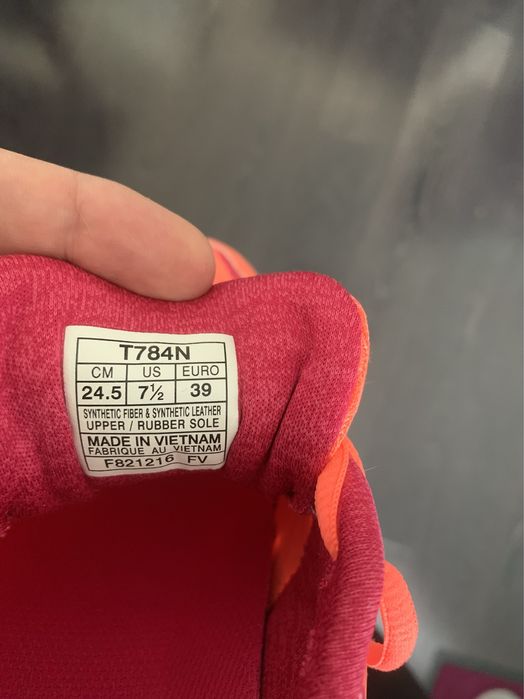 T784N
CM US EURO
24.5 7½ 39
SYNTHETIC FIBER & SYNTHETIC LEATHER
UPPER / RUBBER SOLE
MADE IN VIETNAM
FABRIQUE AU VIETNAM
F821216 FV